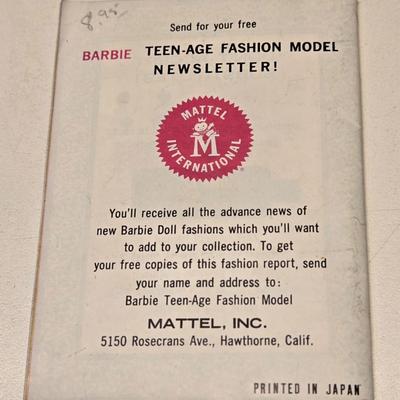 8.95
Send for your free
BARBIE TEEN-AGE FASHION MODEL
NEWSLETTER!
MATTEL
M
INTERNATIONAL
®
You'll receive all the advance news of
new Barbie Doll fashions which you'll want
to add to your collection. To get
your free copies of this fashion report, send
your name and address to:
Barbie Teen-Age Fashion Model
MATTEL, INC.
5150 Rosecrans Ave., Hawthorne, Calif.
PRINTED IN JAPAN